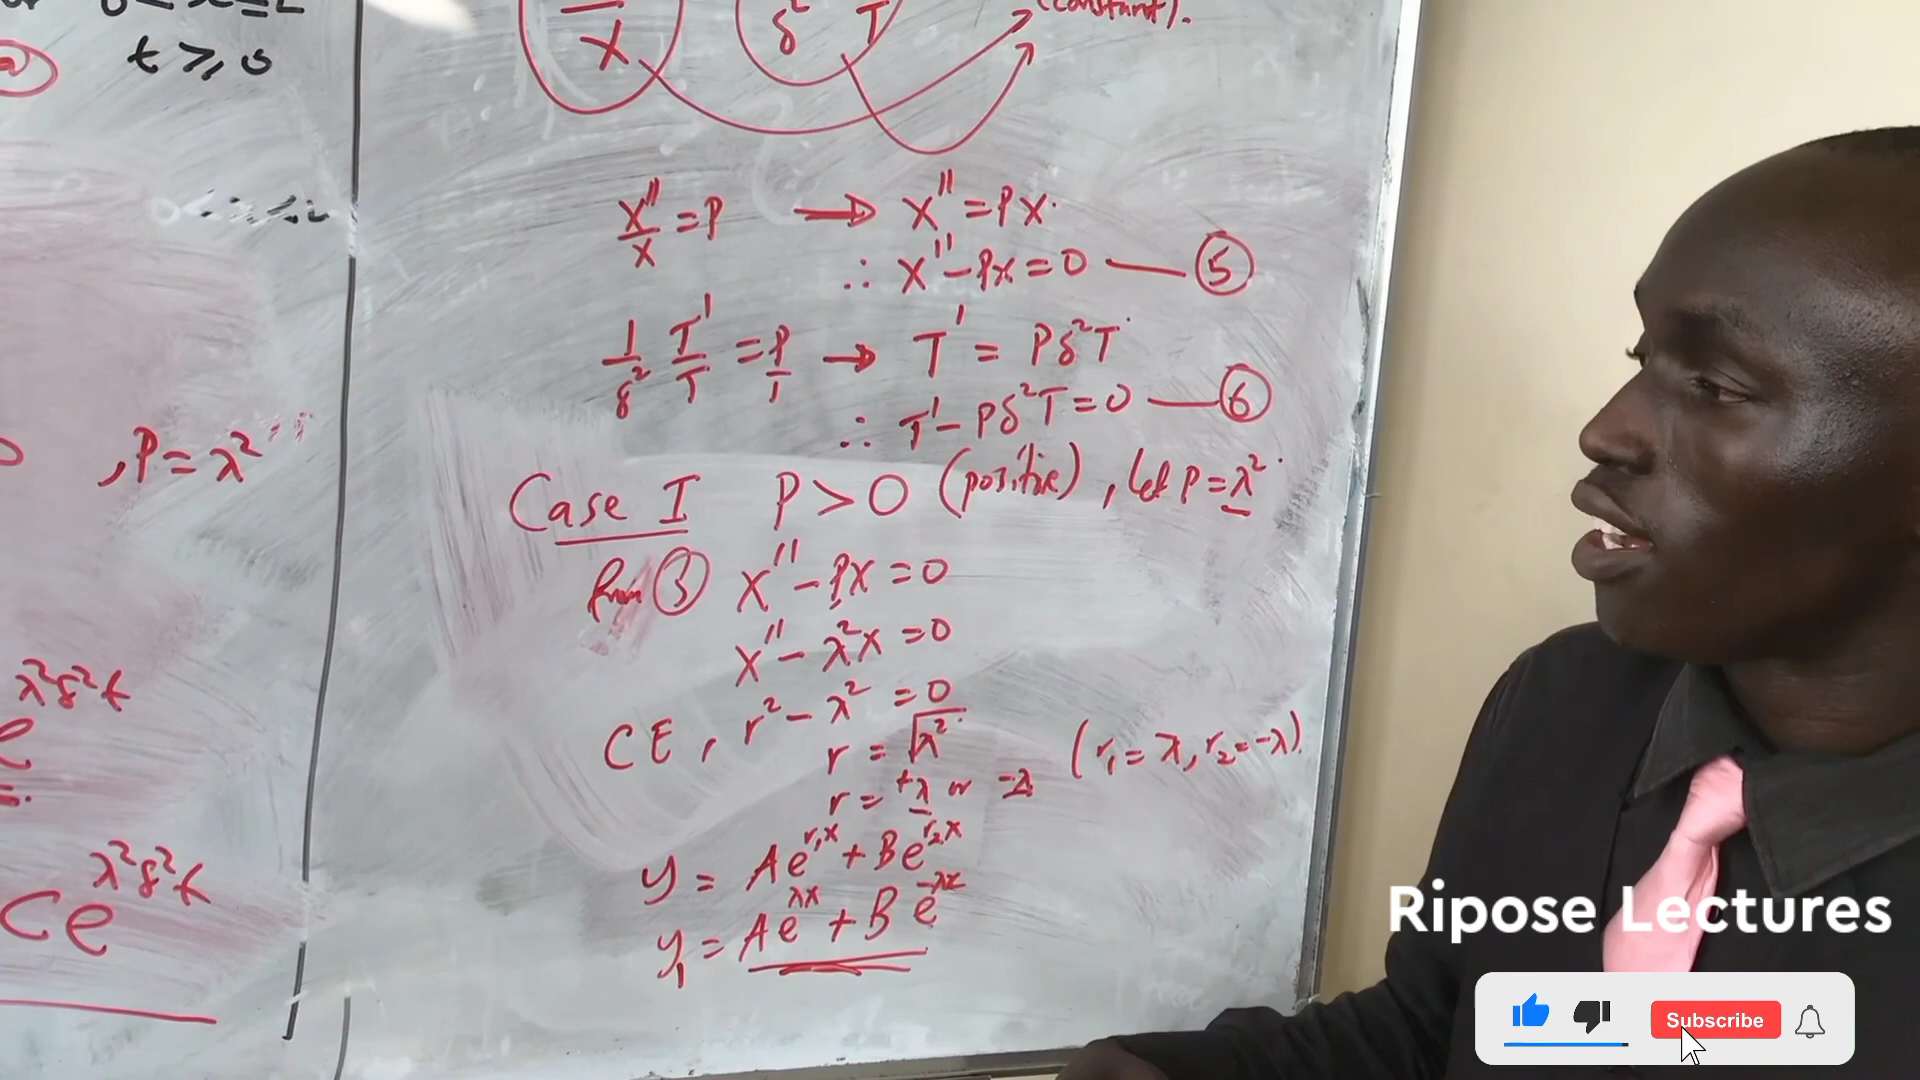 t ≥ 0
X
δ² T
(constant).
X''/X = P → X'' = PX.
∴ X'' - PX = 0 — ⑤
1/δ² T'/T = P/1 → T' = Pδ²T
∴ T' - Pδ²T = 0 — ⑥
, P = λ²
Case I P > 0 (positive), let P = λ²
from ③ X'' - PX = 0
X'' - λ²X = 0
CE, r² - λ² = 0
r = √λ²
r = +λ or -λ (r₁ = λ, r₂ = -λ).
y = Ae^{r₁x} + Be^{r₂x}
y₁ = Ae^{λx} + Be^{-λx}
e^{λ²δ²t}
Ce^{λ²δ²t}
Ripose Lectures
Subscribe